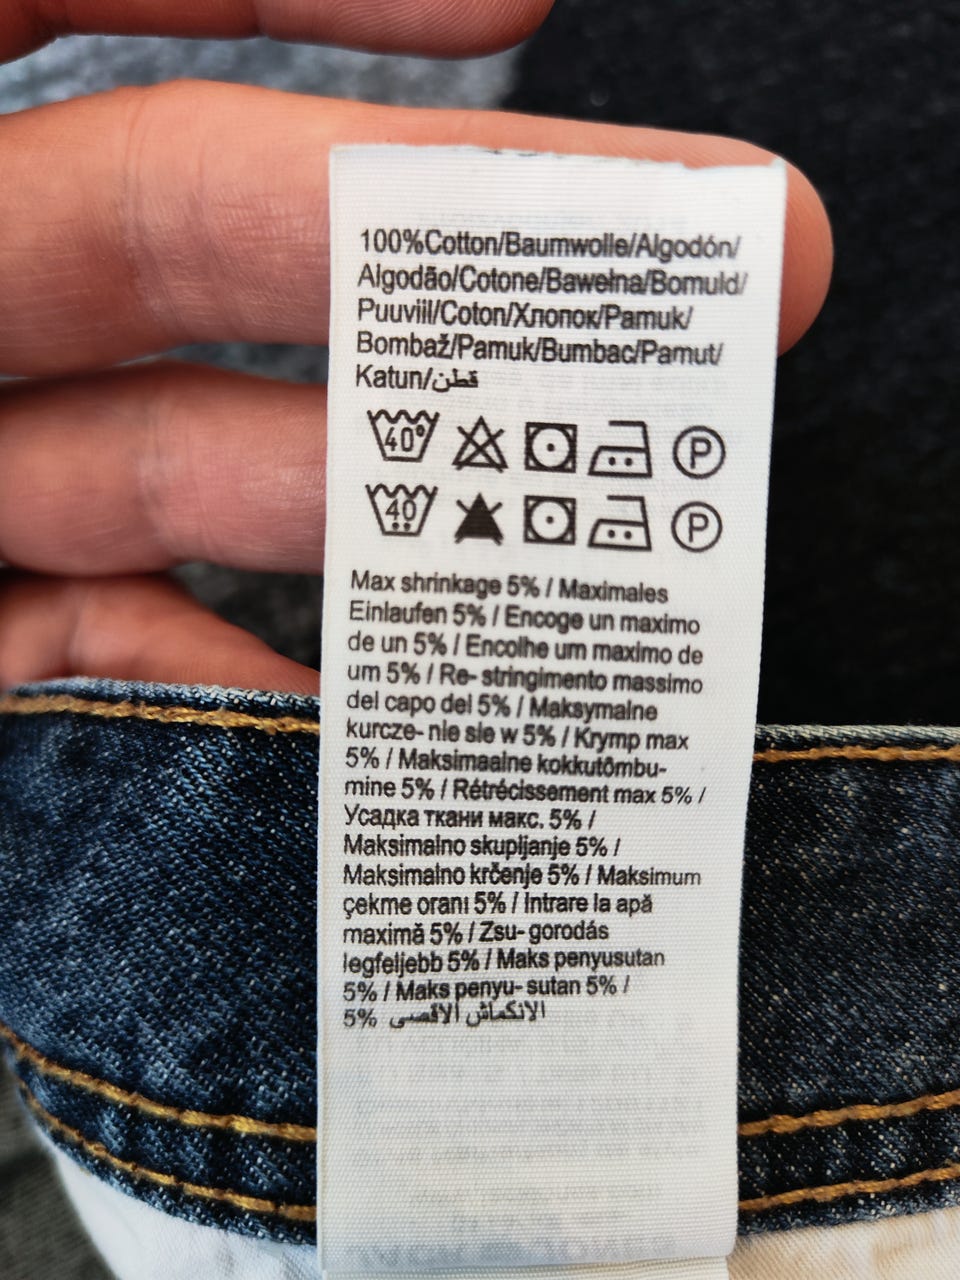 100%Cotton/Baumwolle/Algodón/
Algodão/Cotone/Bawełna/Bomuld/
Puuviil/Coton/Хлопок/Pamuk/
Bombaž/Pamuk/Bumbac/Pamut/
Katun/قطن
40° P
40 P
Max shrinkage 5% / Maximales
Einlaufen 5% / Encoge un maximo
de un 5% / Encolhe um maximo de
um 5% / Re- stringimento massimo
del capo del 5% / Maksymalne
kurcze- nie sie w 5% / Krymp max
5% / Maksimaalne kokkutõmbu-
mine 5% / Rétrécissement max 5% /
Усадка ткани макс. 5% /
Maksimalno skupljanje 5% /
Maksimalno krčenje 5% / Maksimum
çekme oranı 5% / Intrare la apă
maximă 5% / Zsu- gorodás
legfeljebb 5% / Maks penyusutan
5% / Maks penyu- sutan 5% /
الانكماش الاقصى 5%